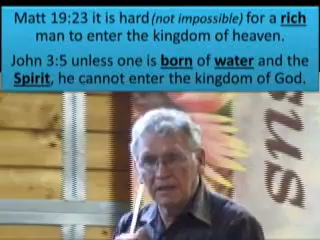 Matt 19:23 it is hard (not impossible) for a rich
man to enter the kingdom of heaven.
John 3:5 unless one is born of water and the
Spirit, he cannot enter the kingdom of God.